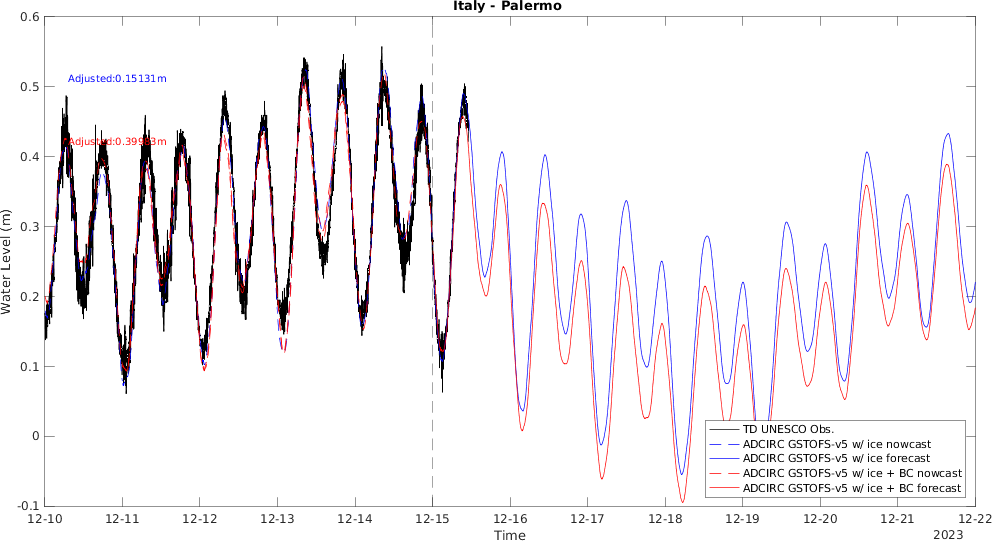 Italy - Palermo
0.6
0.5
0.4
0.3
0.2
0.1
0
-0.1
Water Level (m)
Adjusted:0.15131m
TD UNESCO Obs.
ADCIRC GSTOFS-v5 w/ ice nowcast
ADCIRC GSTOFS-v5 w/ ice forecast
ADCIRC GSTOFS-v5 w/ ice + BC nowcast
ADCIRC GSTOFS-v5 w/ ice + BC forecast
12-10 12-11 12-12 12-13 12-14 12-15 12-16 12-17 12-18 12-19 12-20 12-21 12-22
Time
2023